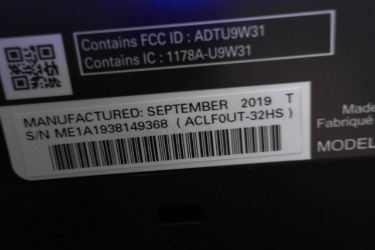 Contains FCC ID : ADTU9W31
Contains IC : 1178A-U9W31
MANUFACTURED: SEPTEMBER 2019 T
S/N ME1A1938149368 ( ACLF0UT-32HS )
Made
Fabriqué
MODEL